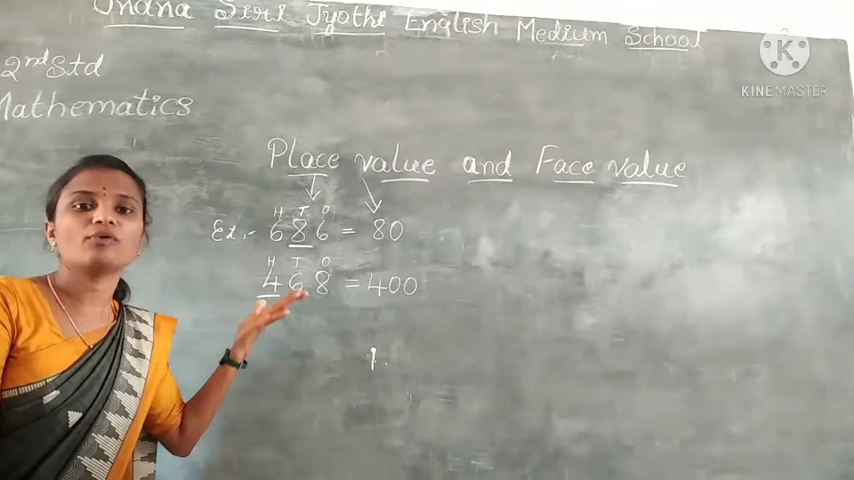 Jnana Siri Jyothi English Medium School
2nd Std
Mathematics
Place value and Face value
H T O
Ex:- 686 = 80
H T O
468 = 400
1.
K
KINEMASTER